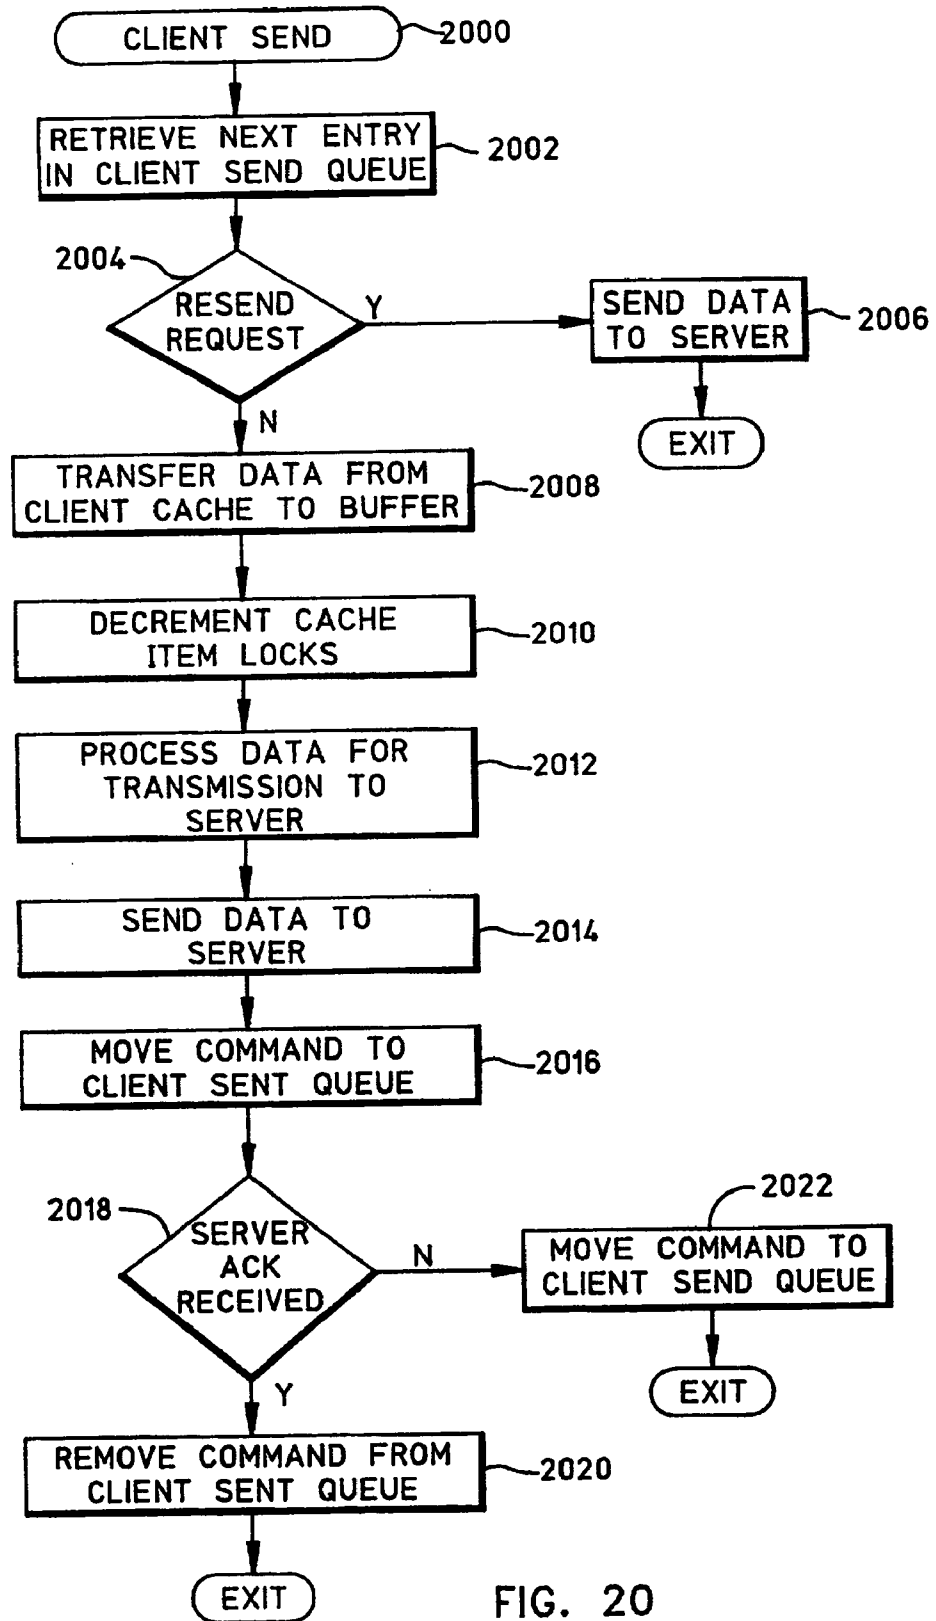 CLIENT SEND
2000
RETRIEVE NEXT ENTRY
IN CLIENT SEND QUEUE
2002
2004
RESEND
REQUEST
Y
N
SEND DATA
TO SERVER
2006
EXIT
TRANSFER DATA FROM
CLIENT CACHE TO BUFFER
2008
DECREMENT CACHE
ITEM LOCKS
2010
PROCESS DATA FOR
TRANSMISSION TO
SERVER
2012
SEND DATA TO
SERVER
2014
MOVE COMMAND TO
CLIENT SENT QUEUE
2016
2018
SERVER
ACK
RECEIVED
N
Y
2022
MOVE COMMAND TO
CLIENT SEND QUEUE
EXIT
REMOVE COMMAND FROM
CLIENT SENT QUEUE
2020
EXIT
FIG. 20